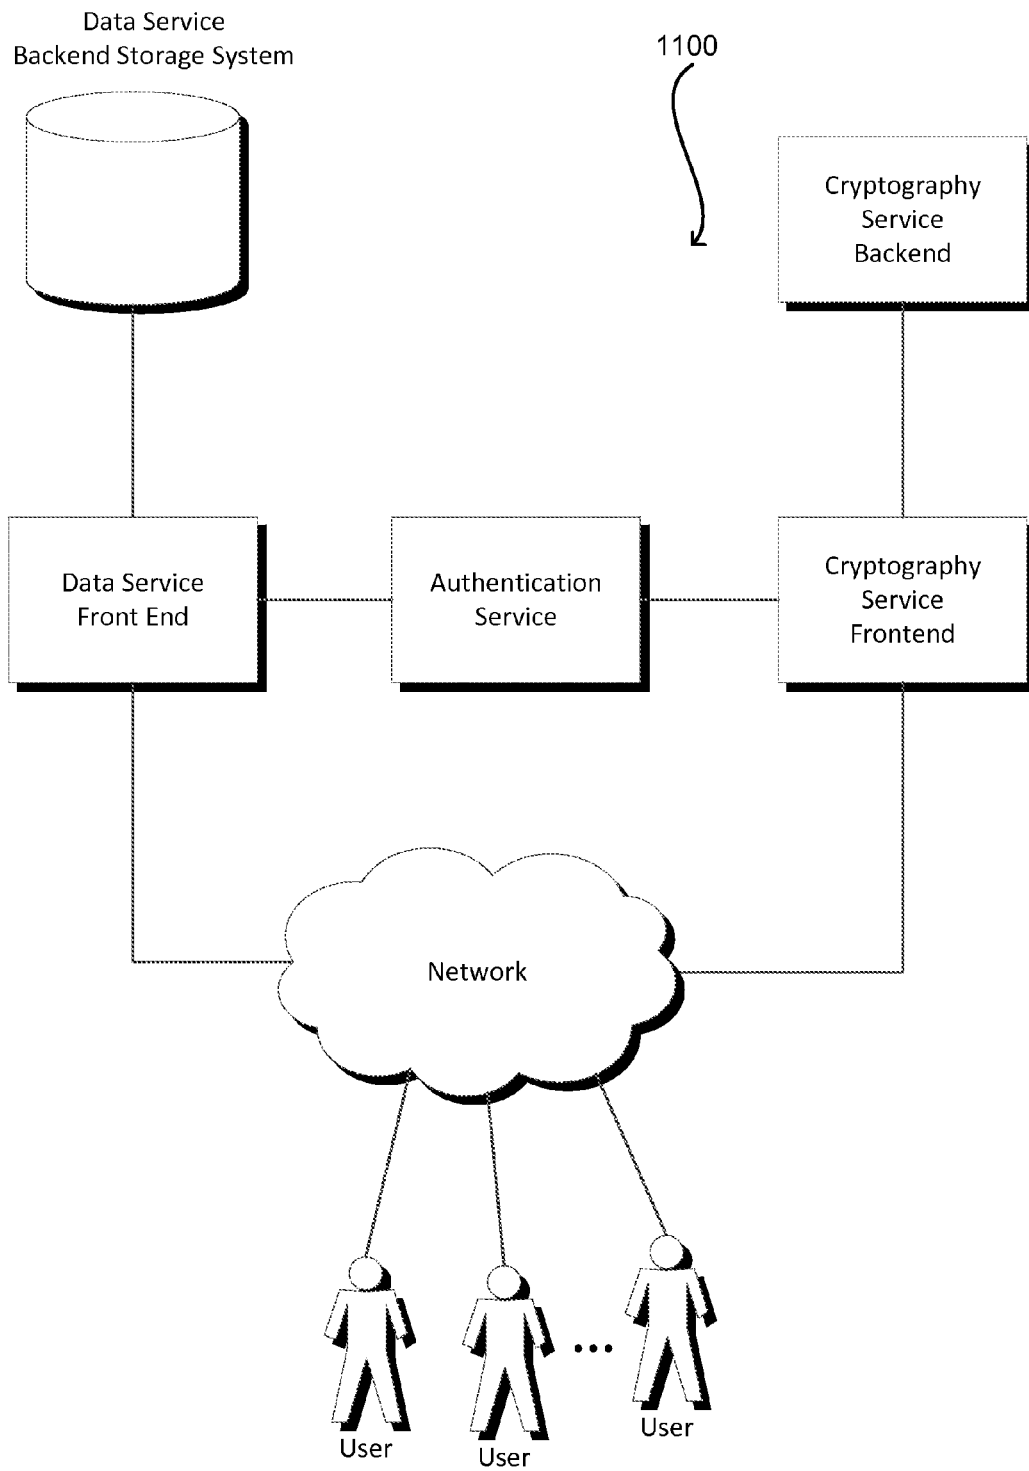 Data Service
Backend Storage System
1100
Cryptography
Service
Backend
Data Service
Front End
Authentication
Service
Cryptography
Service
Frontend
Network
...
User
User
User